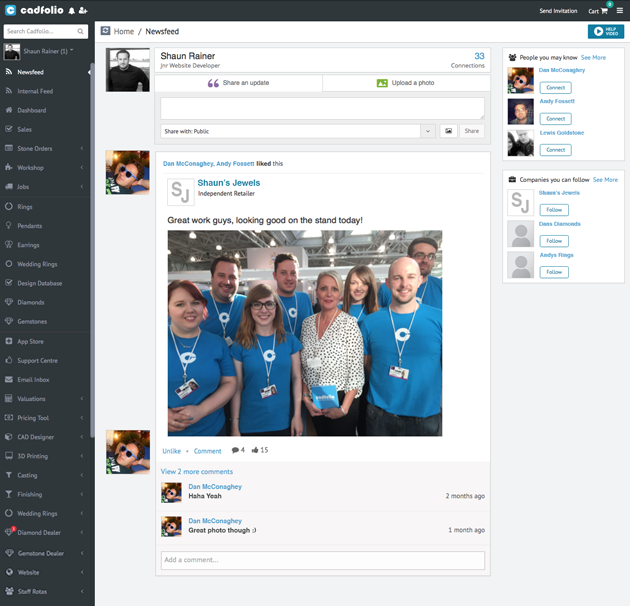 cadfolio
Send Invitation
Cart
Search Cadfolio...
Home / Newsfeed
HELP VIDEO
Shaun Rainer (1)
Newsfeed
Internal Feed
Dashboard
Sales
Store Orders
Workshop
Jobs
Rings
Pendants
Earrings
Wedding Rings
Design Database
Diamonds
Gemstones
App Store
Support Centre
Email Inbox
Valuations
Pricing Tool
CAD Designer
3D Printing
Casting
Finishing
Wedding Rings
Diamond Dealer
Gemstone Dealer
Website
Staff Rotas
Shaun Rainer
33
Jnr Website Developer
Connections
Share an update
Upload a photo
Share with: Public
Share
Dan McConaghey, Andy Fossett liked this
SJ
Shaun's Jewels
Independent Retailer
Great work guys, looking good on the stand today!
cadfolio
Unlike • Comment 4 15
View 2 more comments
Dan McConaghey
Haha Yeah
2 months ago
Dan McConaghey
Great photo though :)
1 month ago
Add a comment...
People you may know See More
Dan McConaghey
Connect
Andy Fossett
Connect
Lewis Goldstone
Connect
Companies you can follow See More
SJ
Shaun's Jewels
Follow
Dans Diamonds
Follow
Andys Rings
Follow